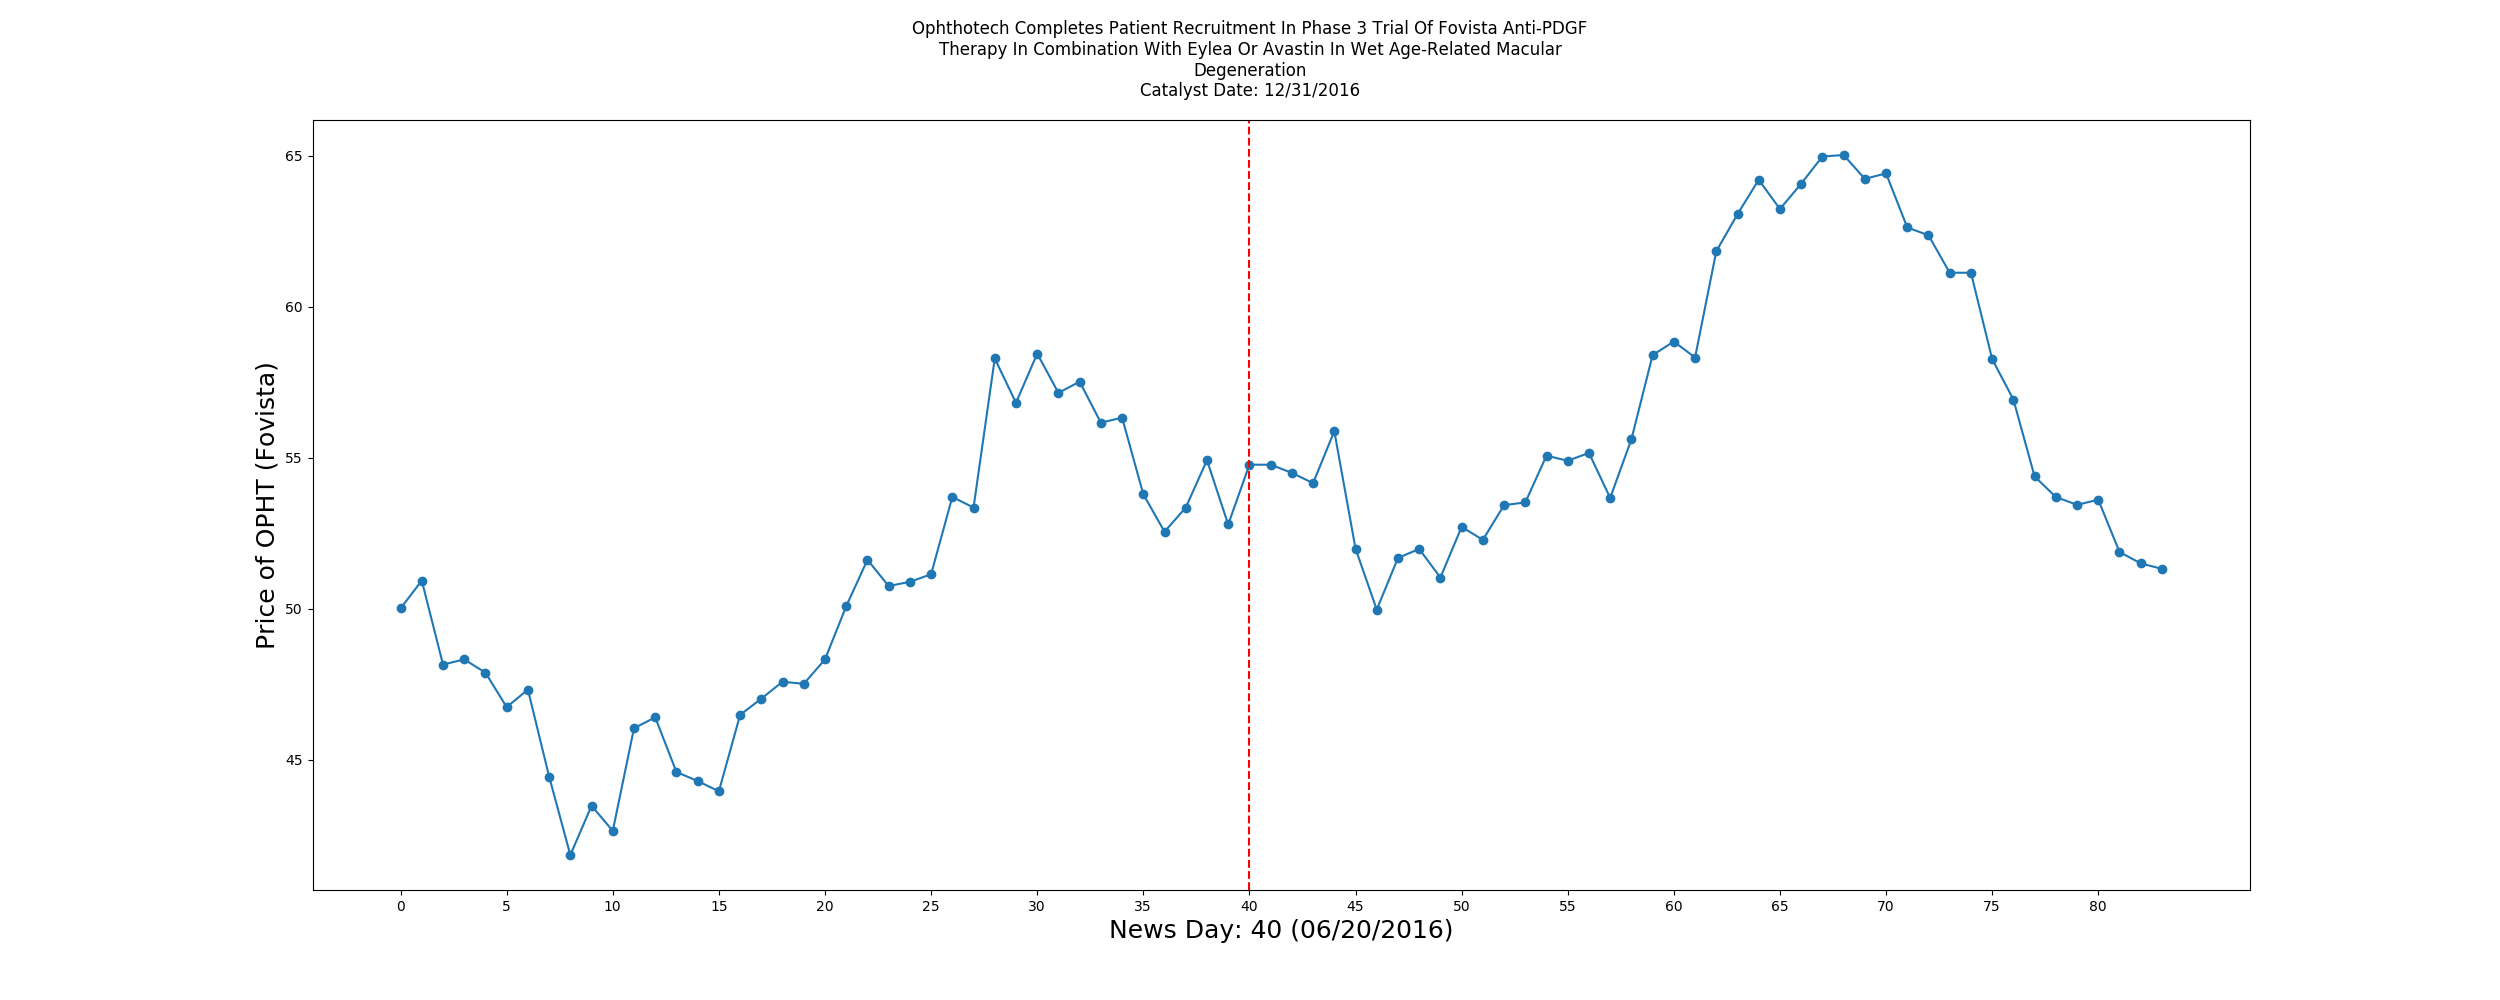 Ophthotech Completes Patient Recruitment In Phase 3 Trial Of Fovista Anti-PDGF
Therapy In Combination With Eylea Or Avastin In Wet Age-Related Macular
Degeneration
Catalyst Date: 12/31/2016
Price of OPHT (Fovista)
65
60
55
50
45
0 5 10 15 20 25 30 35 40 45 50 55 60 65 70 75 80
News Day: 40 (06/20/2016)